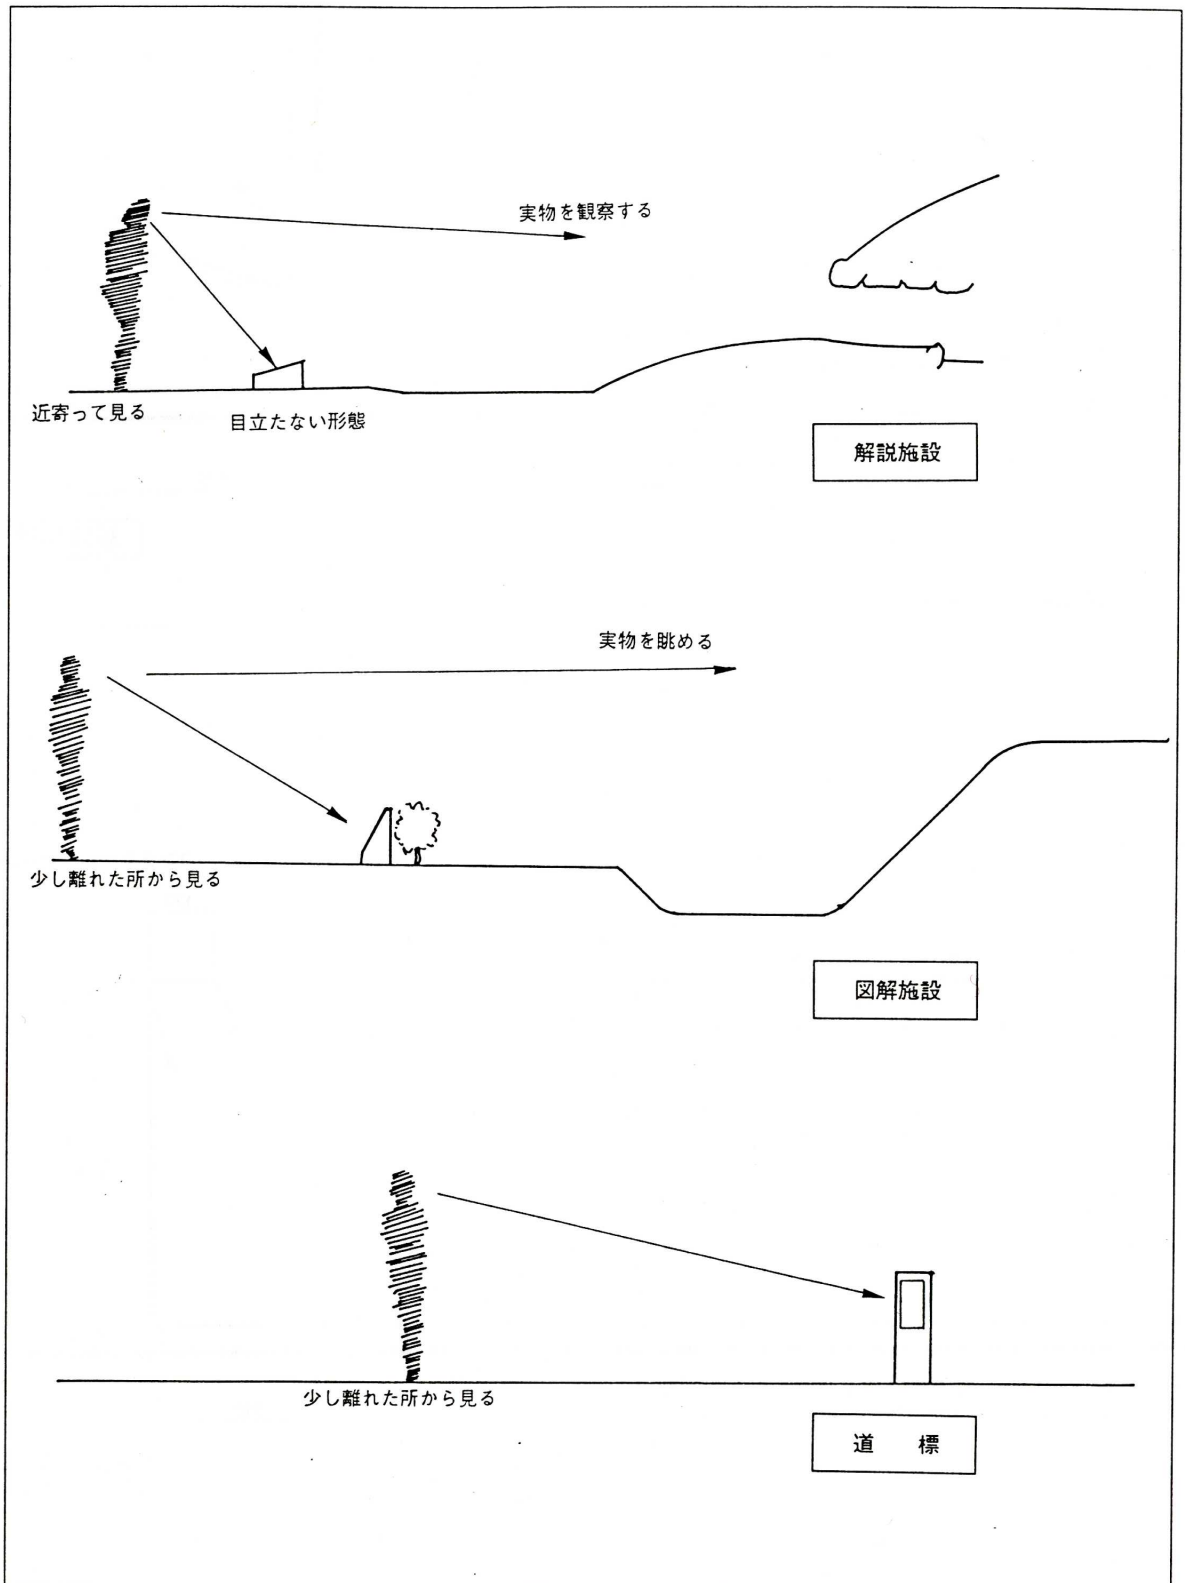 実物を観察する
近寄って見る
目立たない形態
解説施設
実物を眺める
少し離れた所から見る
図解施設
少し離れた所から見る
道　標